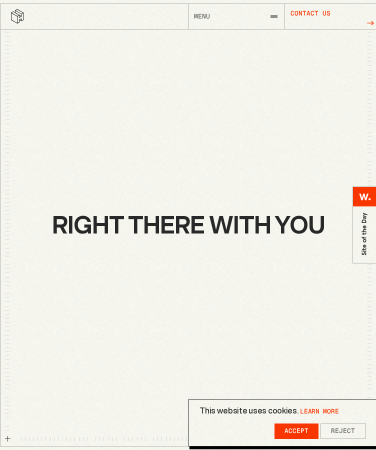 MENU
CONTACT US
RIGHT THERE WITH YOU
W.
Site of the Day
This website uses cookies. LEARN MORE
ACCEPT
REJECT